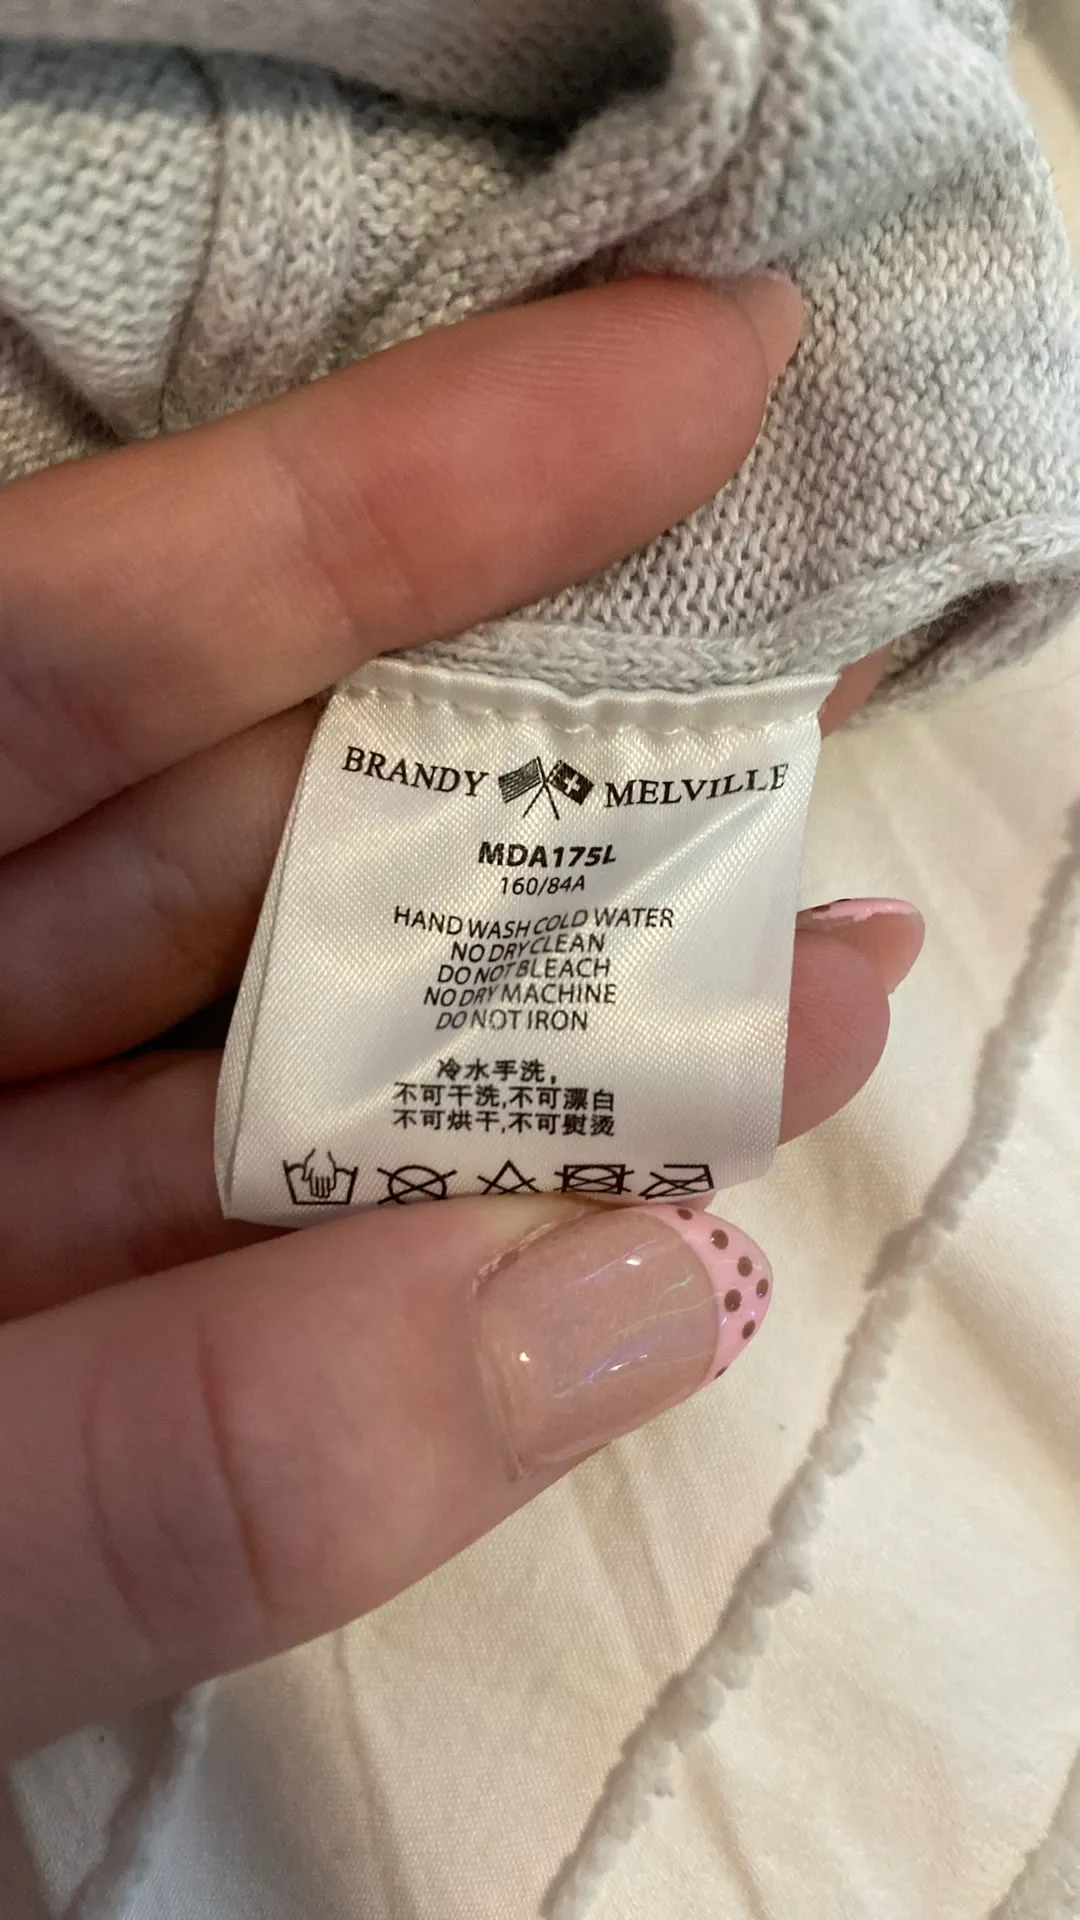 BRANDY MELVILLE
MDA175L
160/84A
HAND WASH COLD WATER
NO DRY CLEAN
DO NOT BLEACH
NO DRY MACHINE
DO NOT IRON
冷水手洗,
不可干洗,不可漂白
不可烘干,不可熨烫